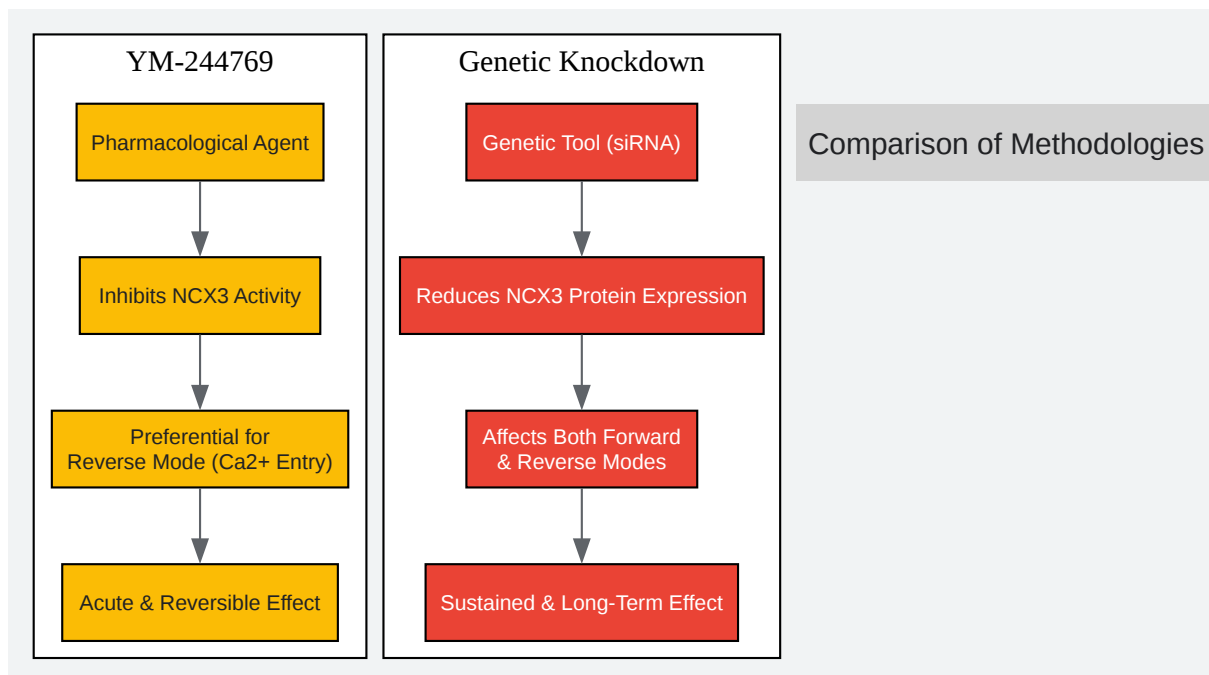 YM-244769
Pharmacological Agent
Inhibits NCX3 Activity
Preferential for
Reverse Mode (Ca2+ Entry)
Acute & Reversible Effect
Genetic Knockdown
Genetic Tool (siRNA)
Reduces NCX3 Protein Expression
Affects Both Forward
& Reverse Modes
Sustained & Long-Term Effect
Comparison of Methodologies